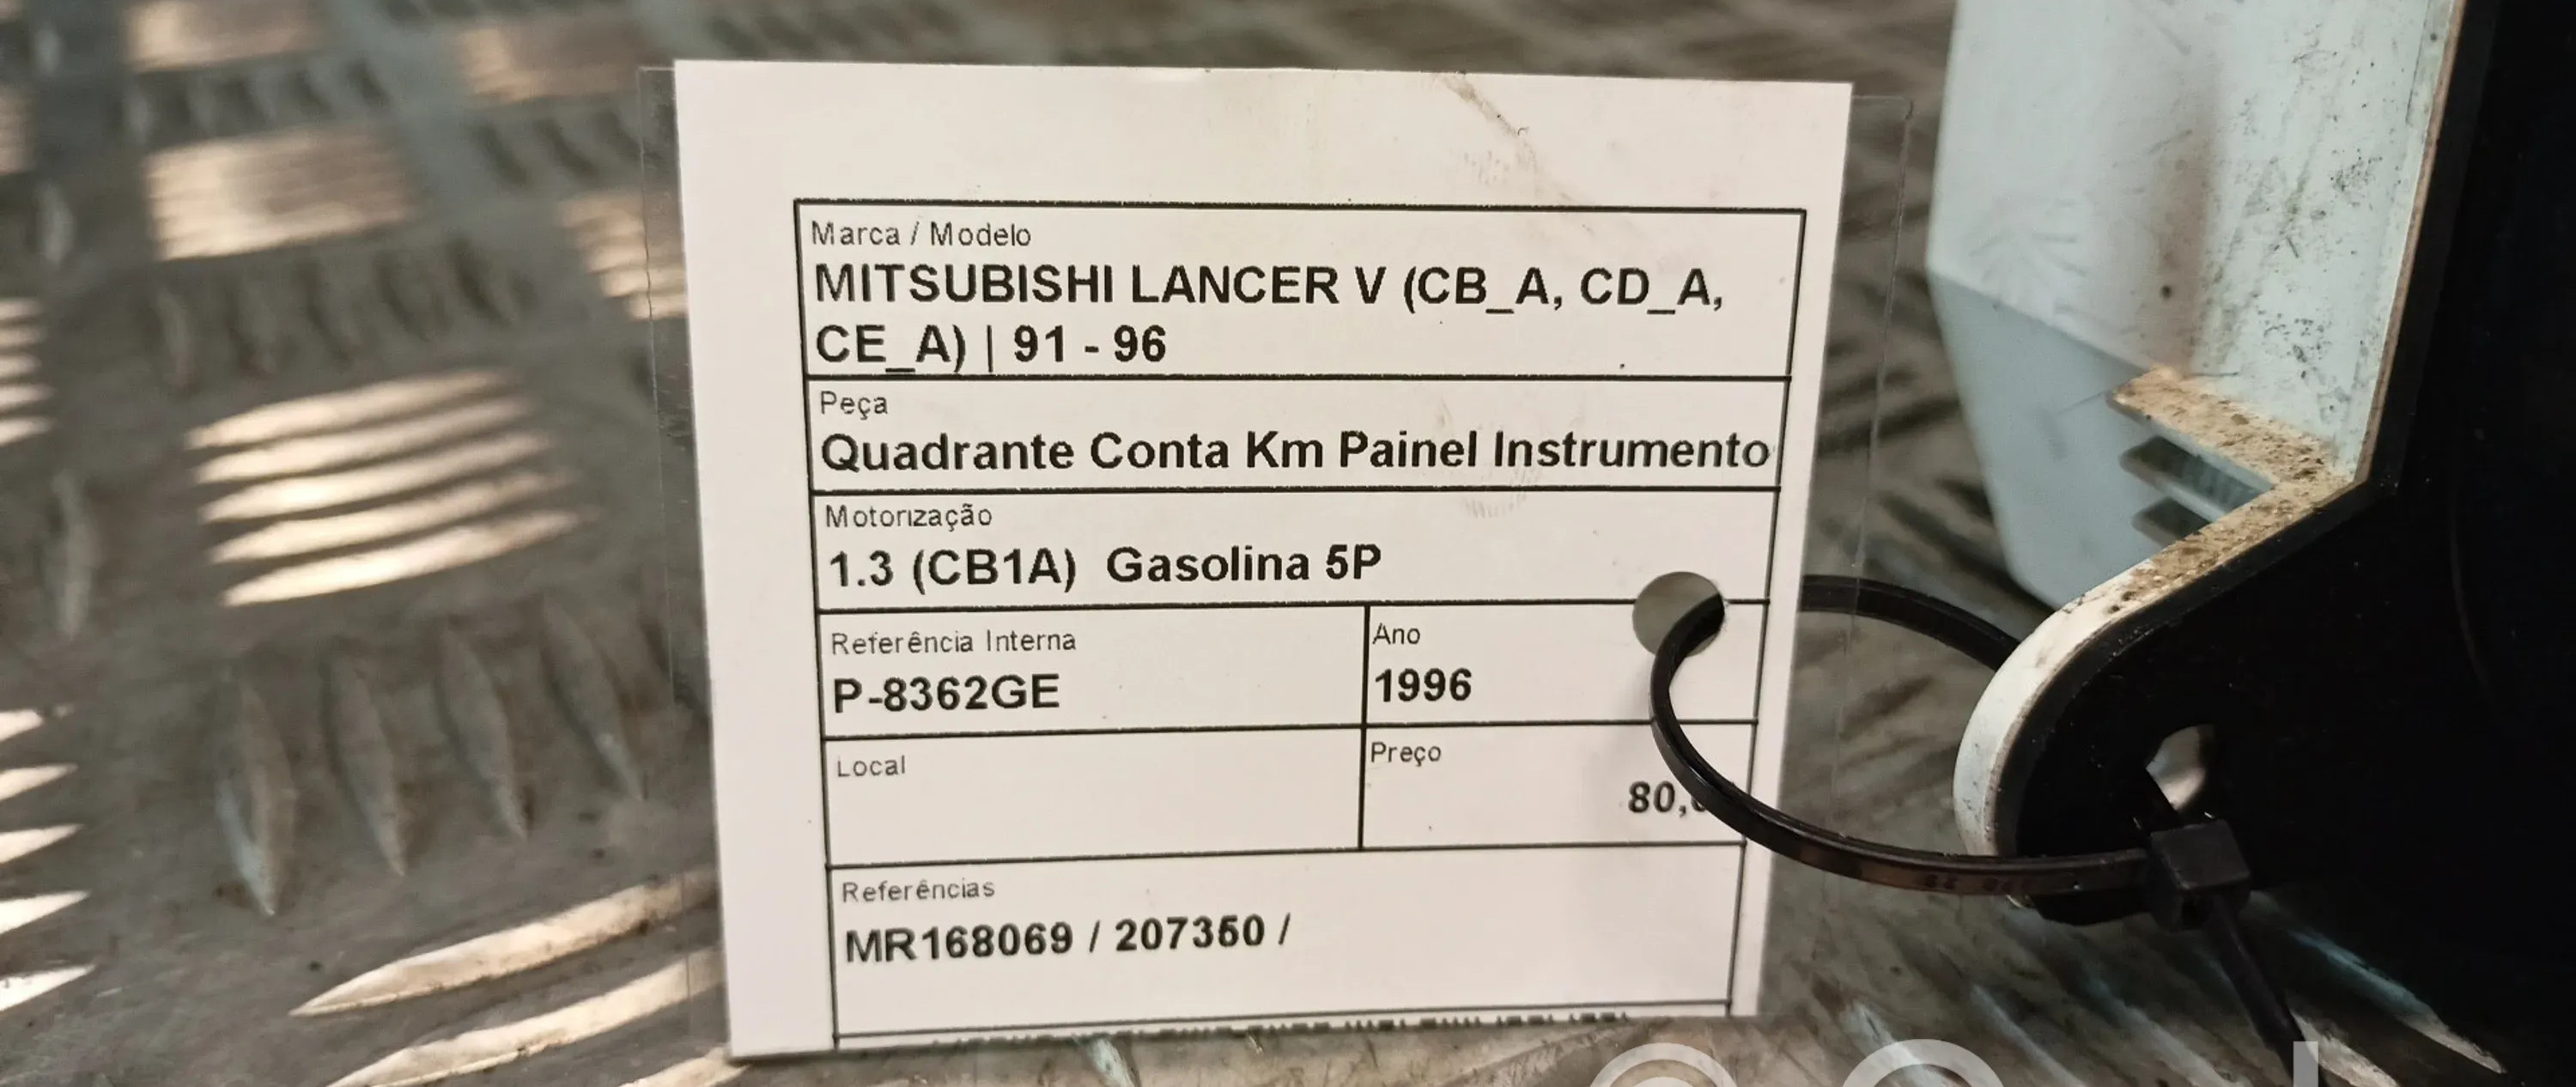 Marca / Modelo
MITSUBISHI LANCER V (CB_A, CD_A,
CE_A) | 91 - 96
Peça
Quadrante Conta Km Painel Instrumento
Motorização
1.3 (CB1A) Gasolina 5P
Referência Interna
P-8362GE
Ano
1996
Local
Preço
80,
Referências
MR168069 / 207350 /